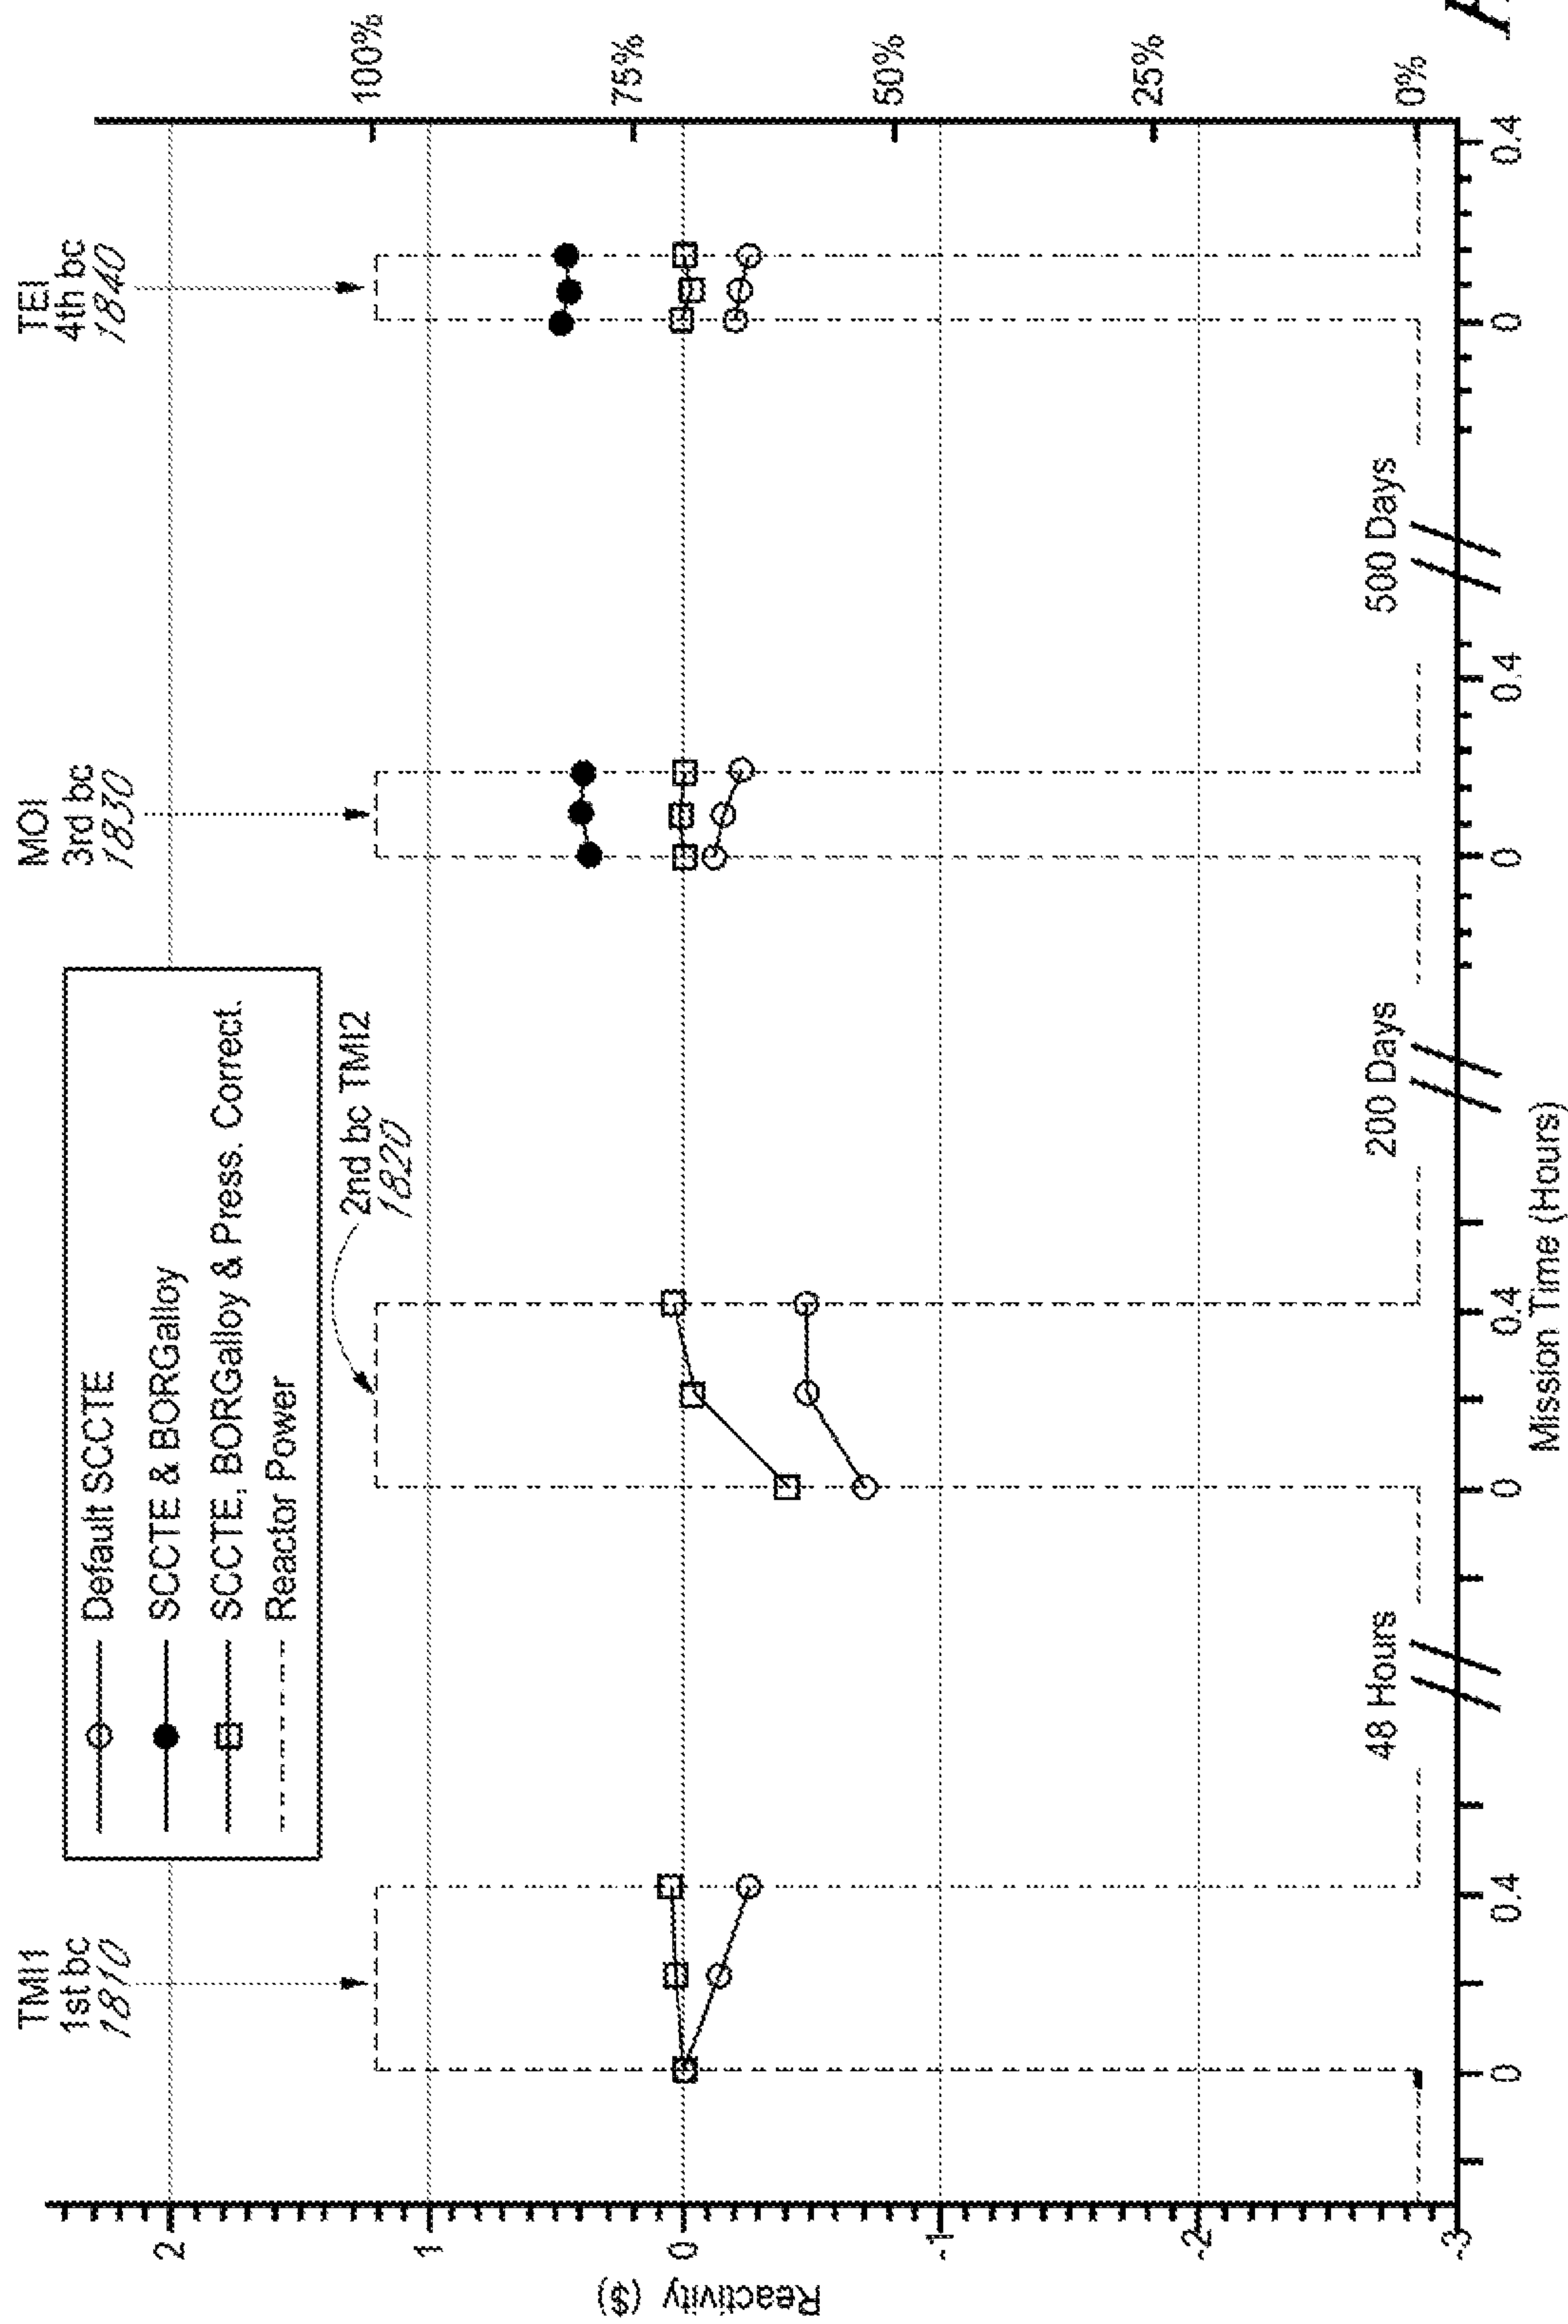 TMI1
1st bc
1810
MOI
3rd bc
1830
TEI
4th bc
1840
Default SCCTE
SCCTE & BORGalloy
SCCTE, BORGalloy & Press. Correct.
Reactor Power
2nd bc TMI2
1820
Reactivity ($)
2
1
0
-1
-2
-3
100%
75%
50%
25%
0%
48 Hours
200 Days
500 Days
0 0.4 0 0.4 0 0.4 0 0.4
Mission Time (Hours)